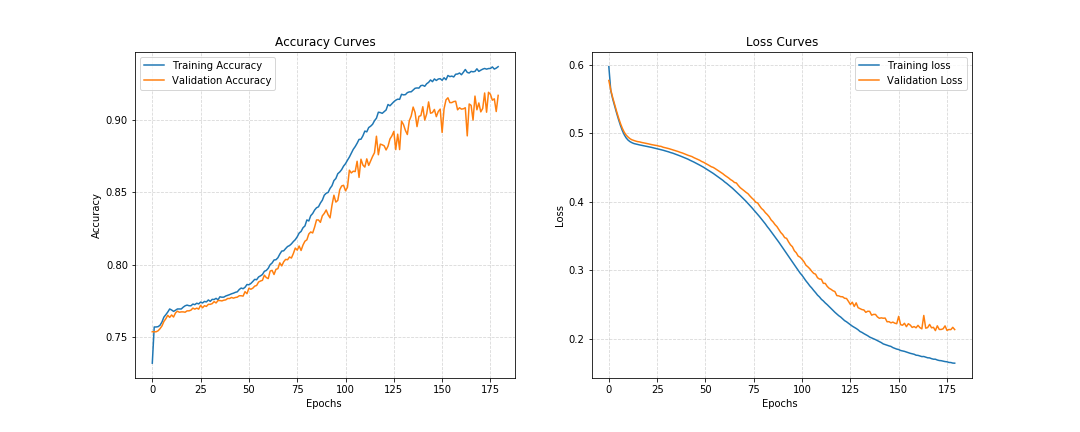 Accuracy Curves
Training Accuracy
Validation Accuracy
0.90
0.85
0.80
0.75
Accuracy
0 25 50 75 100 125 150 175
Epochs
Loss Curves
Training loss
Validation Loss
0.6
0.5
0.4
0.3
0.2
Loss
0 25 50 75 100 125 150 175
Epochs